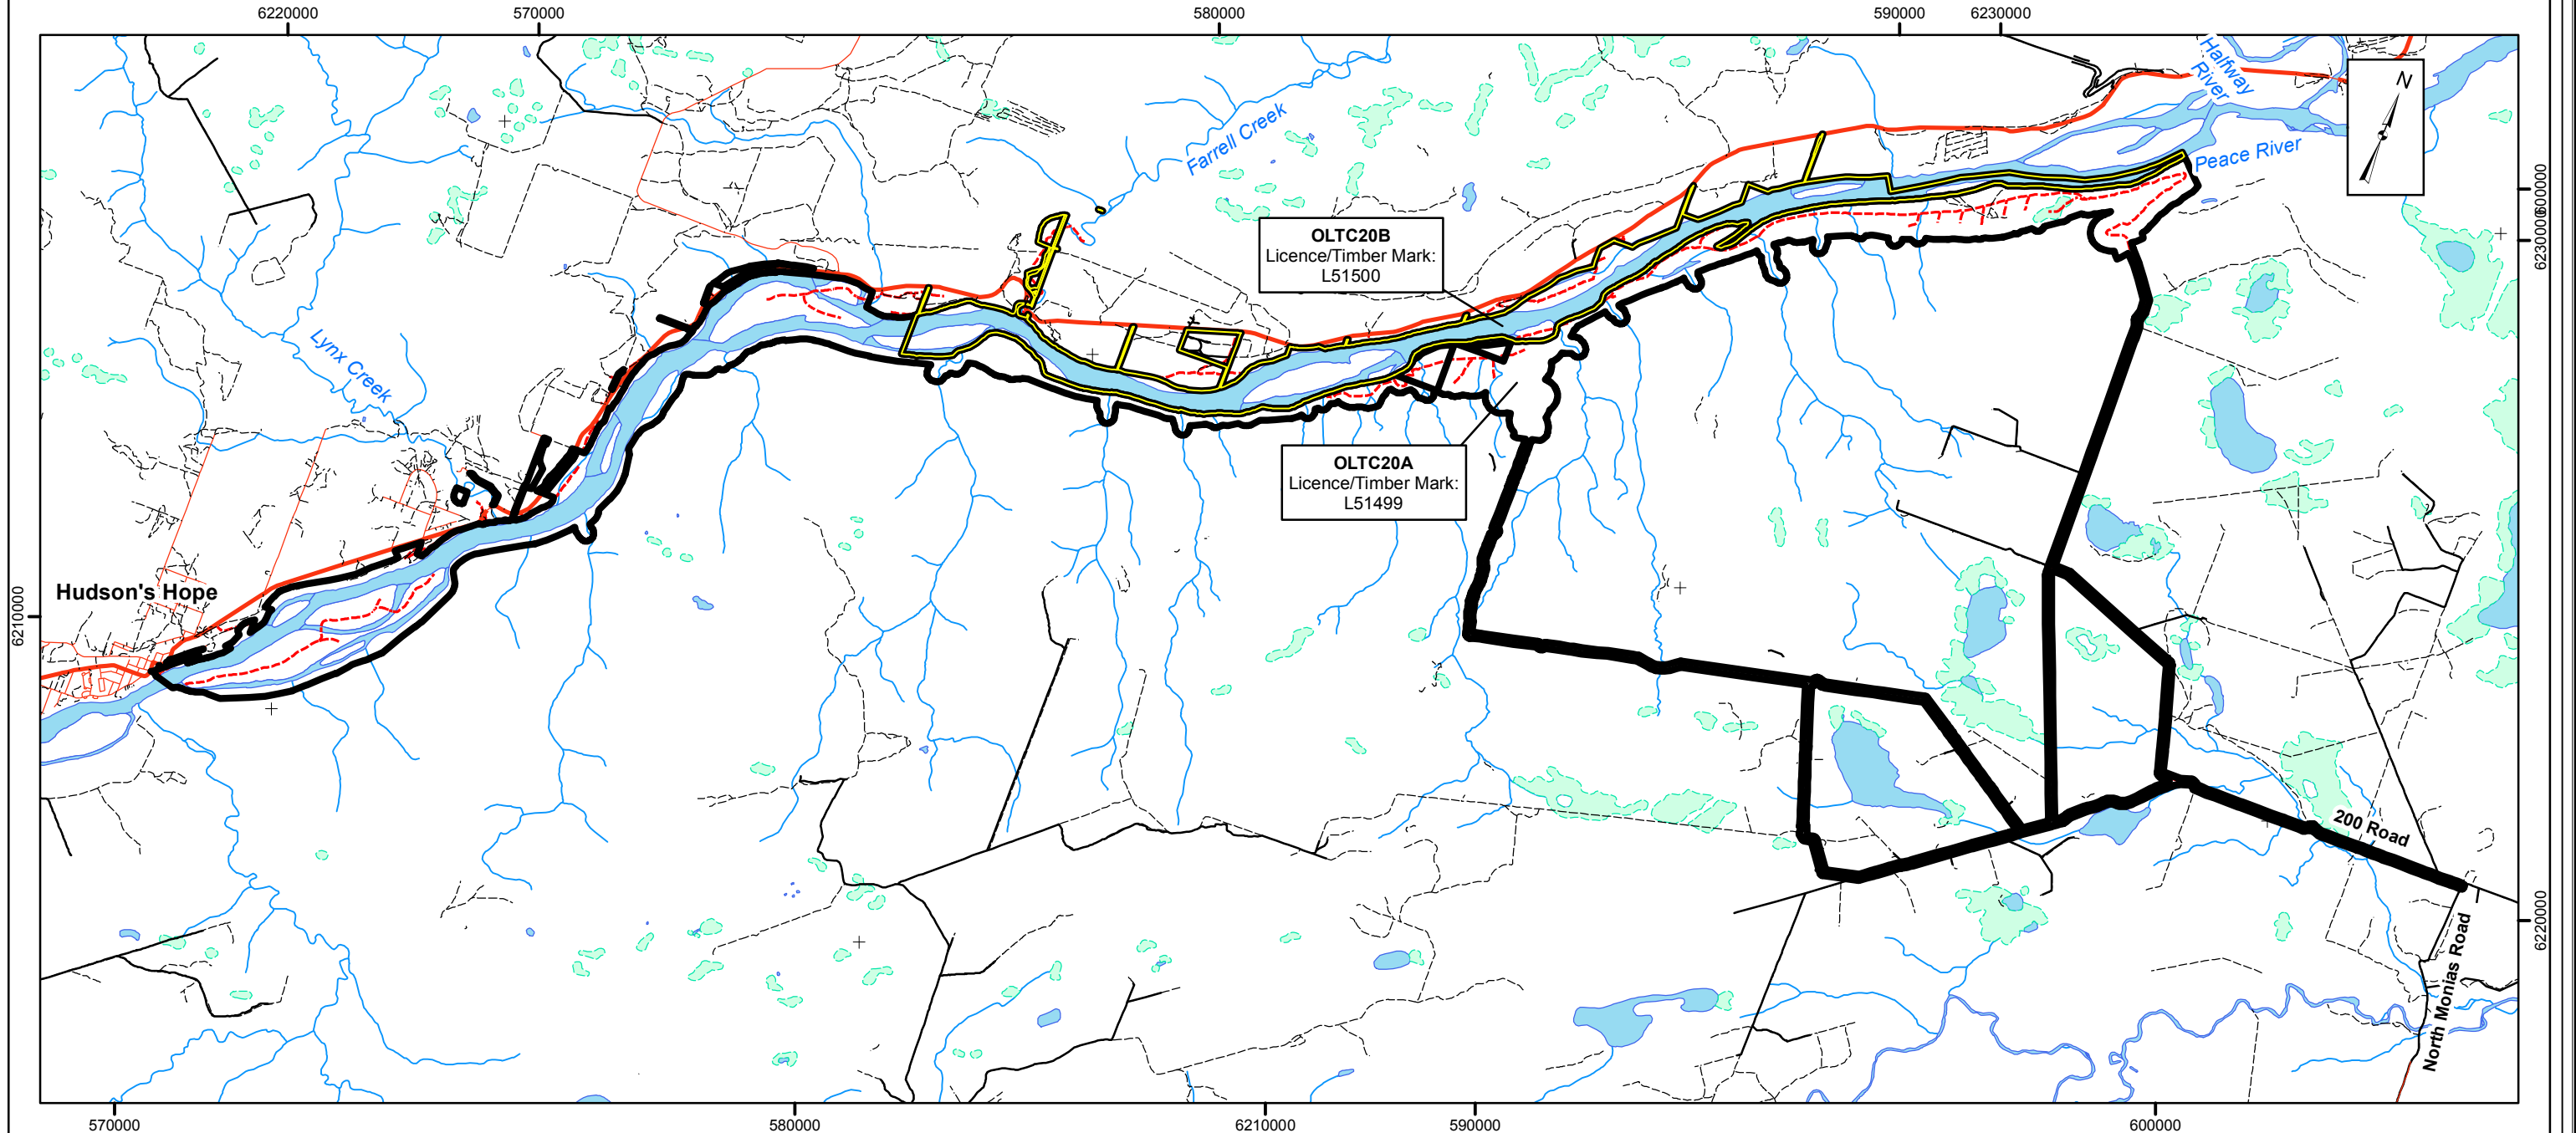 6220000
570000
580000
590000
6230000
Halfway
River
N
Peace River
Farrell Creek
600000
6230000
OLTC20B
Licence/Timber Mark:
L51500
Lynx Creek
OLTC20A
Licence/Timber Mark:
L51499
Hudson's Hope
6210000
200 Road
6220000
North Monias Road
570000
580000
6210000
590000
600000